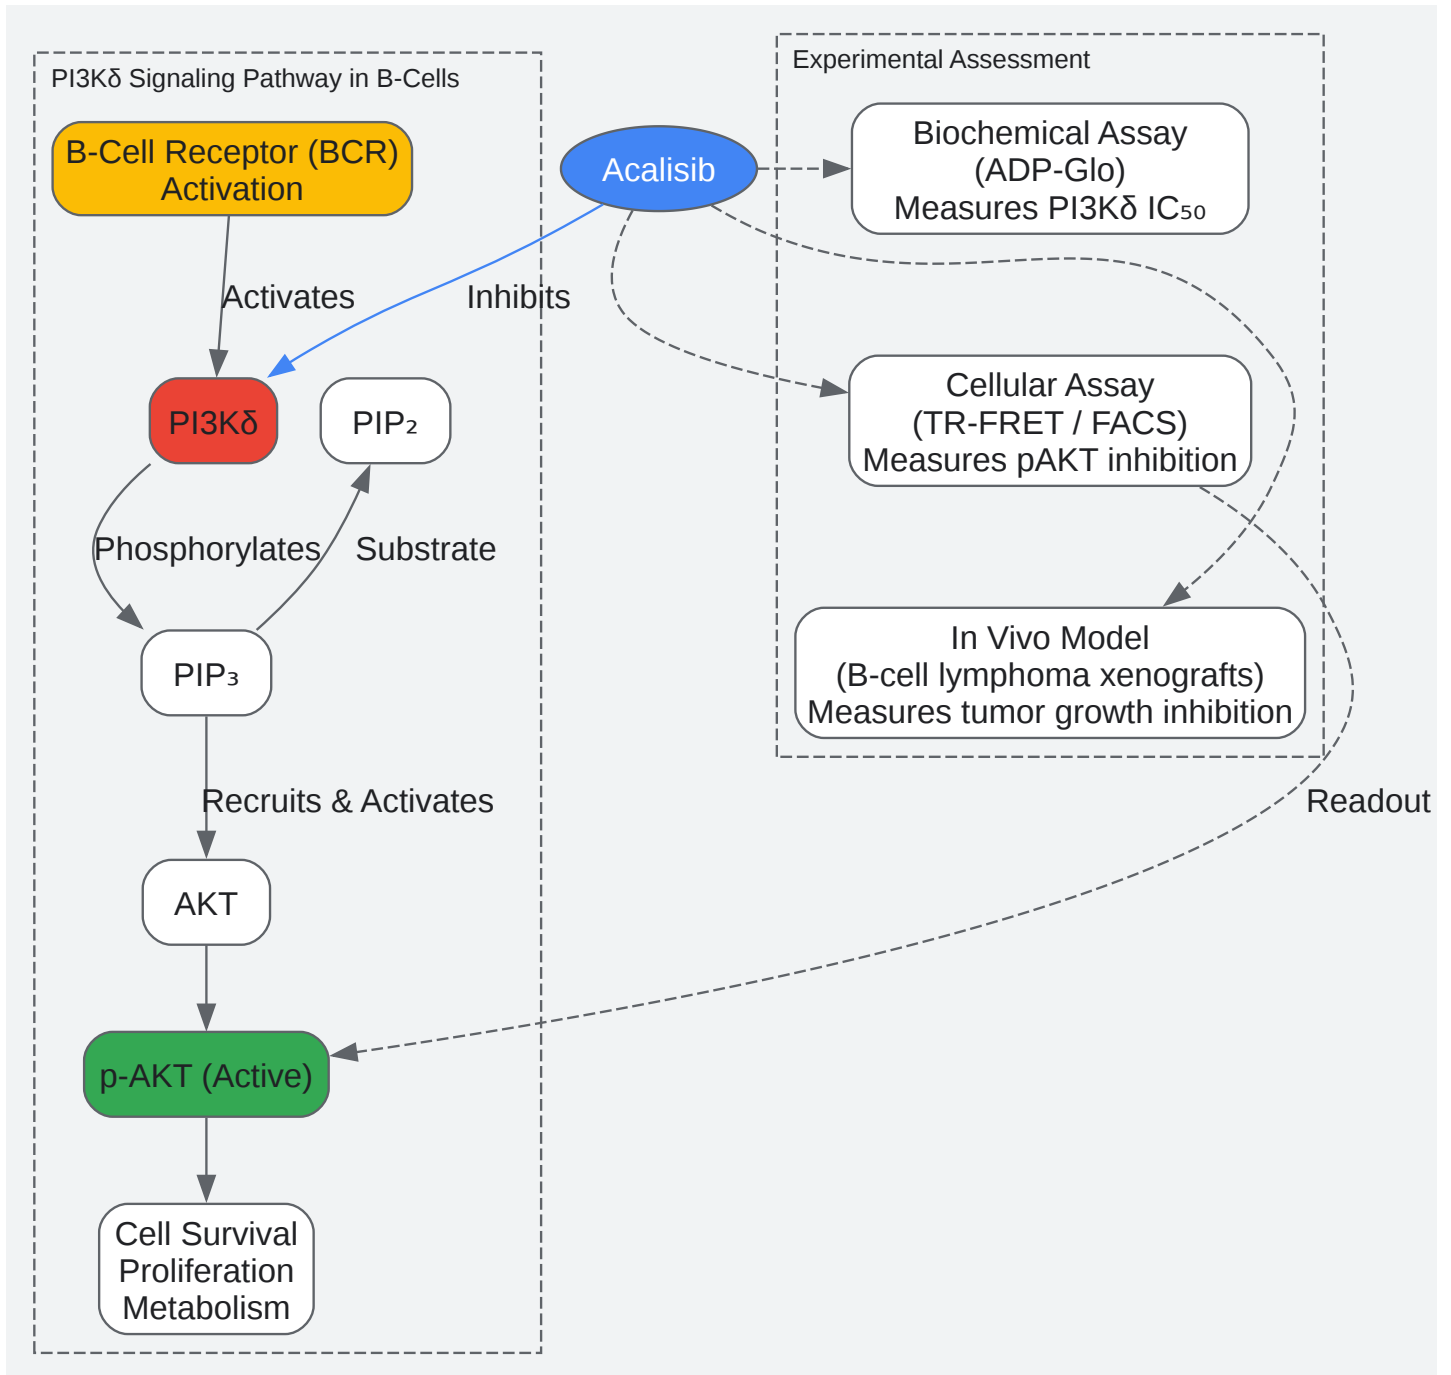 PI3Kδ Signaling Pathway in B-Cells
B-Cell Receptor (BCR)
Activation
Activates
Inhibits
PI3Kδ
PIP₂
Phosphorylates
Substrate
PIP₃
Recruits & Activates
AKT
p-AKT (Active)
Cell Survival
Proliferation
Metabolism
Acalisib
Experimental Assessment
Biochemical Assay
(ADP-Glo)
Measures PI3Kδ IC₅₀
Cellular Assay
(TR-FRET / FACS)
Measures pAKT inhibition
In Vivo Model
(B-cell lymphoma xenografts)
Measures tumor growth inhibition
Readout